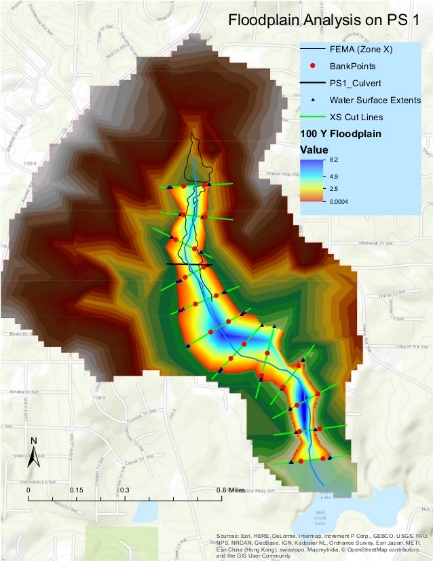 Floodplain Analysis on PS 1
FEMA (Zone X)
BankPoints
PS1_Culvert
Water Surface Extents
XS Cut Lines
100 Y Floodplain
Value
8.2
4.9
2.5
0.0004
N
0 0.15 0.3 0.6 Miles
Sources: Esri, HERE, DeLorme, Intermap, increment P Corp., GEBCO, USGS, FAO,
NPS, NRCAN, GeoBase, IGN, Kadaster NL, Ordnance Survey, Esri Japan, METI,
Esri China (Hong Kong), swisstopo, MapmyIndia, © OpenStreetMap contributors,
and the GIS User Community